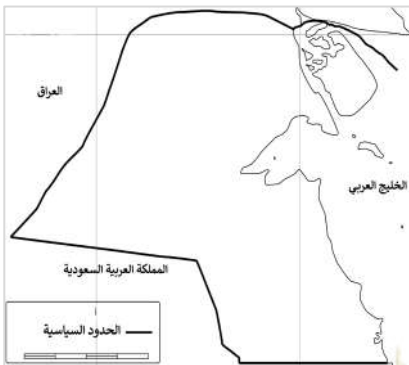 العراق
الخليج العربي
المملكة العربية السعودية
الحدود السياسية